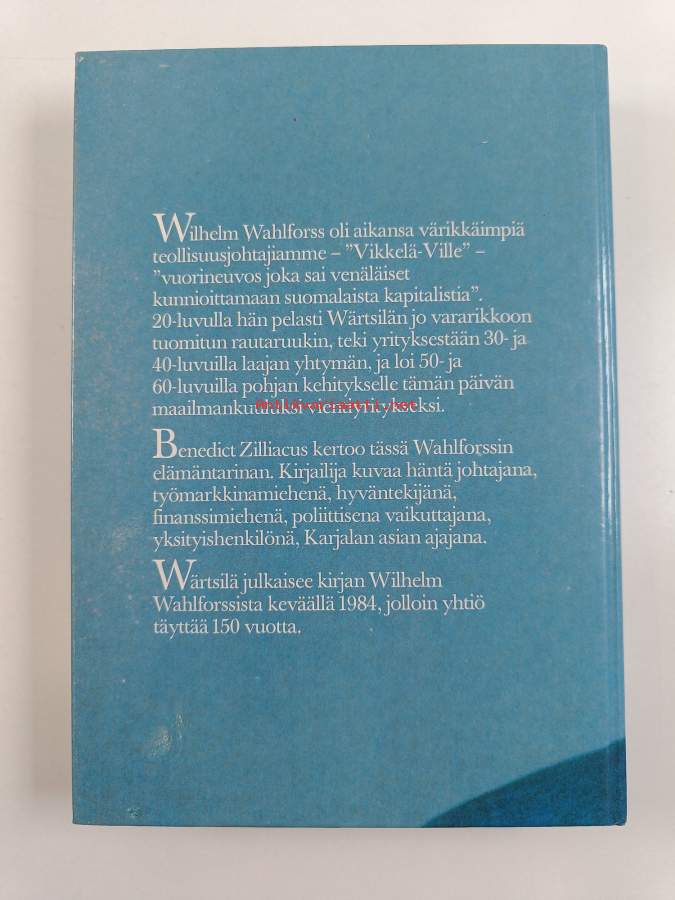 Wilhelm Wahlforss oli aikansa värikkäimpiä
teollisuusjohtajiamme – ”Vikkelä-Ville” –
”vuorineuvos joka sai venäläiset
kunnioittamaan suomalaista kapitalistia”.
20-luvulla hän pelasti Wärtsilän jo vararikkoon
tuomitun rautaruukin, teki yrityksestään 30- ja
40-luvuilla laajan yhtymän, ja loi 50- ja
60-luvuilla pohjan kehitykselle tämän päivän
maailmankuuluksi vientiyritykseksi.
Benedict Zilliacus kertoo tässä Wahlforssin
elämäntarinan. Kirjailija kuvaa häntä johtajana,
työmarkkinamiehenä, hyväntekijänä,
finanssimiehenä, poliittisena vaikuttajana,
yksityishenkilönä, Karjalan asian ajajana.
Wärtsilä julkaisee kirjan Wilhelm
Wahlforssista keväällä 1984, jolloin yhtiö
täyttää 150 vuotta.